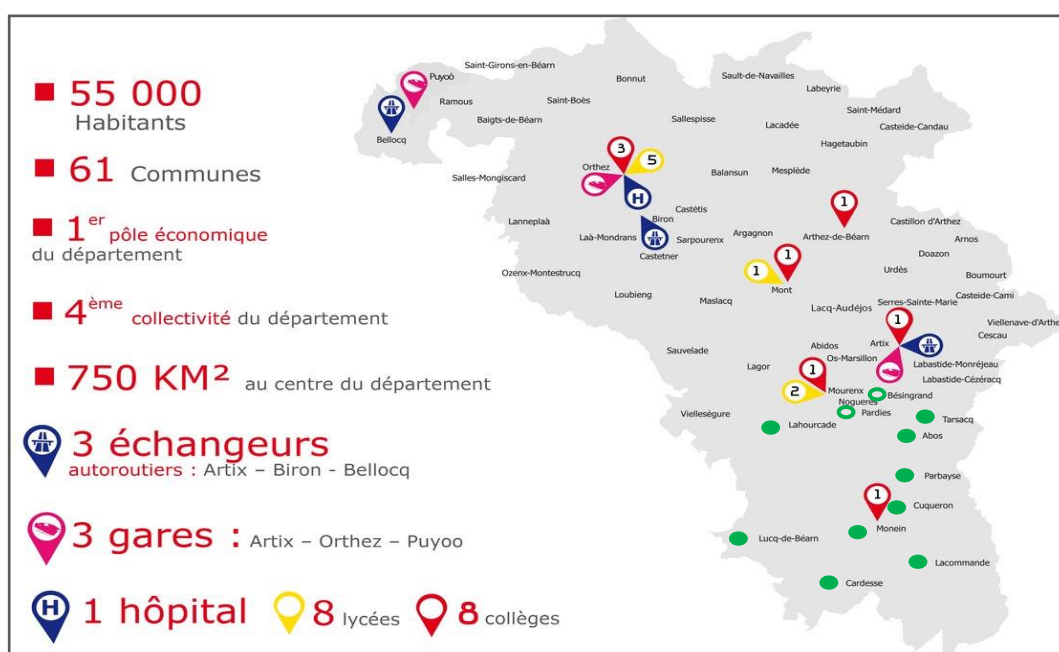 55 000
Habitants
61 Communes
1er pôle économique
du département
4ème collectivité du département
750 KM² au centre du département
3 échangeurs
autoroutiers : Artix – Biron - Bellocq
3 gares : Artix – Orthez – Puyoo
H 1 hôpital 8 lycées 8 collèges
Saint-Girons-en-Béarn
Puyoô
Bonnut
Sault-de-Navailles
Labeyrie
Ramous
Saint-Boès
Saint-Médard
Baigts-de-Béarn
Sallespisse
Lacadée
Casteide-Candau
Bellocq
Hagetaubin
3
5
Orthez
Balansun
Mesplède
Salles-Mongiscard
H
1
Castétis
Lanneplaà
Biron
Castillon d'Arthez
Argagnon
Arthez-de-Béarn
Laà-Mondrans
Sarpourenx
Arnos
Castetner
Doazon
1
1
Ozenx-Montestrucq
Urdès
Boumourt
Mont
Loubieng
Maslacq
Casteide-Cami
Lacq-Audéjos
Serres-Sainte-Marie
1
Viellenave-d'Arthe
Cescau
Sauvelade
Abidos
Artix
Os-Marsillon
Lagor
1
Labastide-Monréjeau
Labastide-Cézéracq
2
Mourenx
Noguères
Bésingrand
Vielleségure
Pardies
Tarsacq
Lahourcade
Abos
Parbayse
1
Cuqueron
Monein
Lucq-de-Béarn
Lacommande
Cardesse